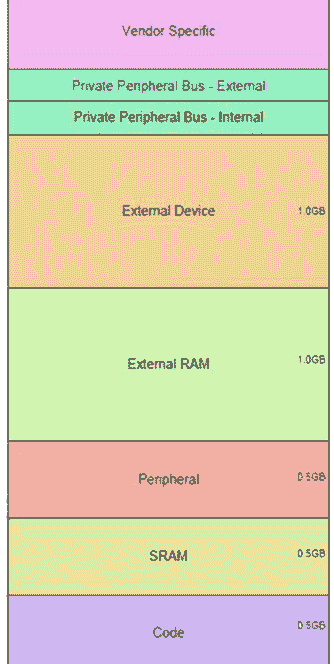 Vendor Specific
Private Peripheral Bus - External
Private Peripheral Bus - Internal
External Device 1.0GB
External RAM 1.0GB
Peripheral 0.5GB
SRAM 0.5GB
Code 0.5GB